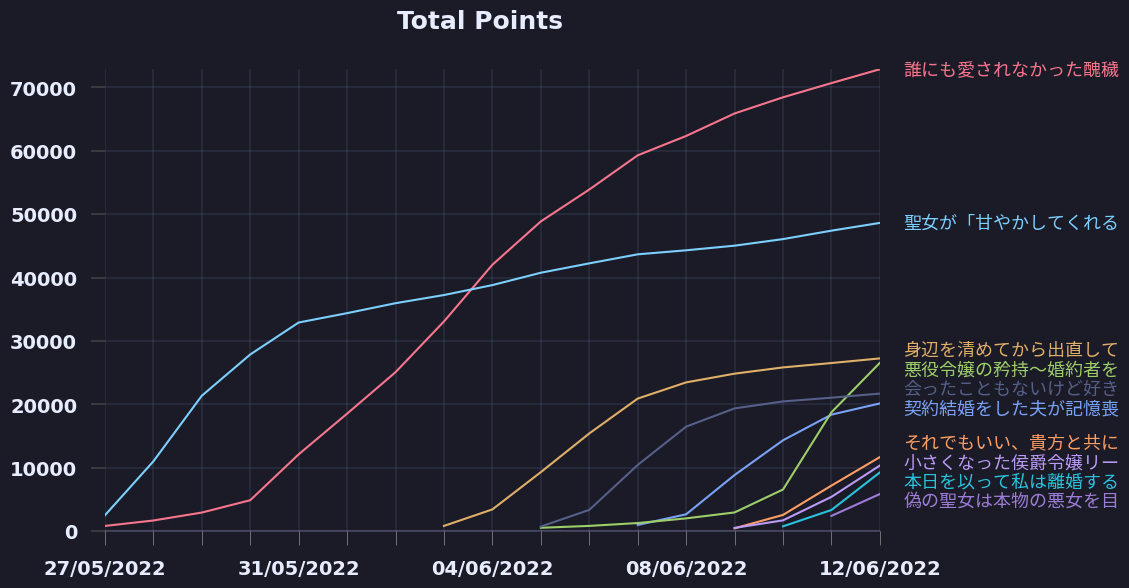 Total Points
70000
60000
50000
40000
30000
20000
10000
0
27/05/2022
31/05/2022
04/06/2022
08/06/2022
12/06/2022
誰にも愛されなかった醜穢
聖女が「甘やかしてくれる
身辺を清めてから出直して
悪役令嬢の矜持〜婚約者を
会ったこともないけど好き
契約結婚をした夫が記憶喪
それでもいい、貴方と共に
小さくなった侯爵令嬢リー
本日を以って私は離婚する
偽の聖女は本物の悪女を目